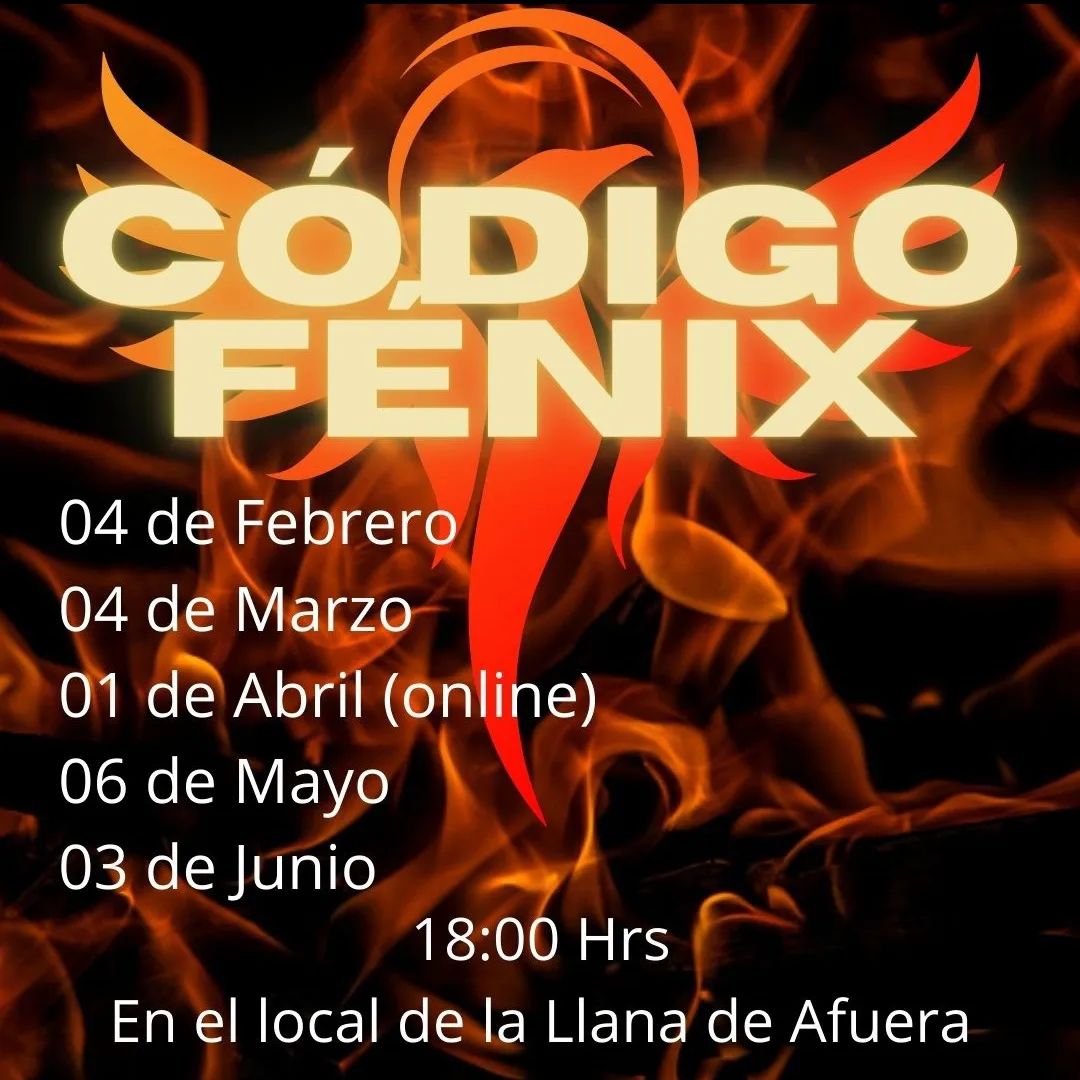 CÓDIGO
FÉNIX
04 de Febrero
04 de Marzo
01 de Abril (online)
06 de Mayo
03 de Junio
18:00 Hrs
En el local de la Llana de Afuera